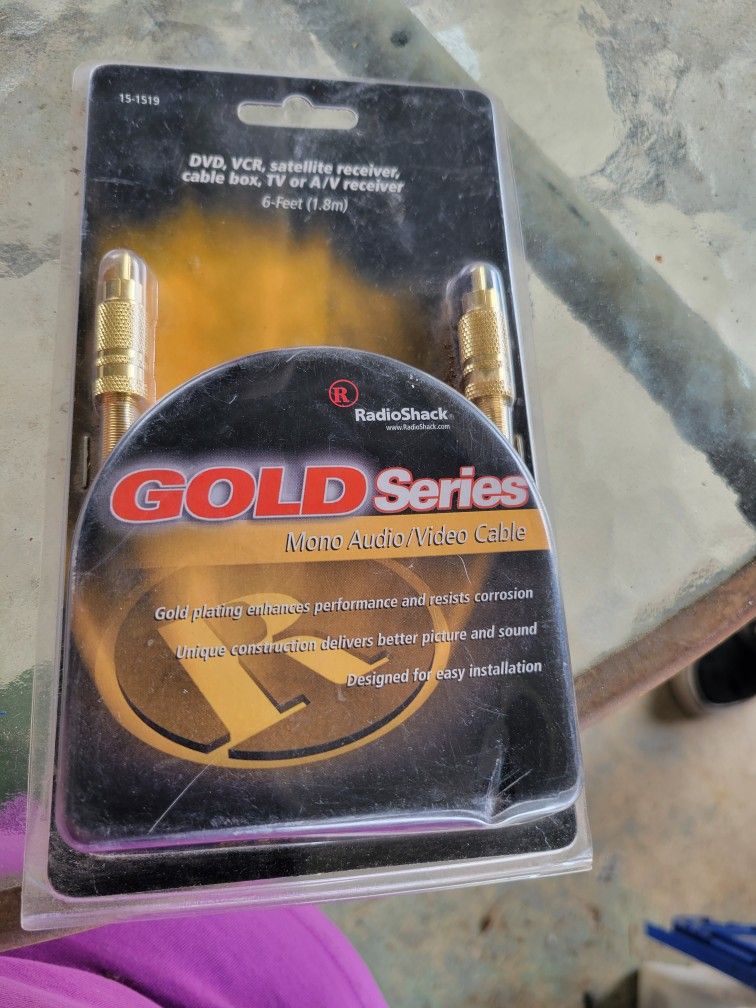 15-1519
DVD, VCR, satellite receiver,
cable box, TV or A/V receiver
6-Feet (1.8m)
R
RadioShack®
www.RadioShack.com
GOLD Series
Mono Audio/Video Cable
Gold plating enhances performance and resists corrosion
Unique construction delivers better picture and sound
Designed for easy installation
R